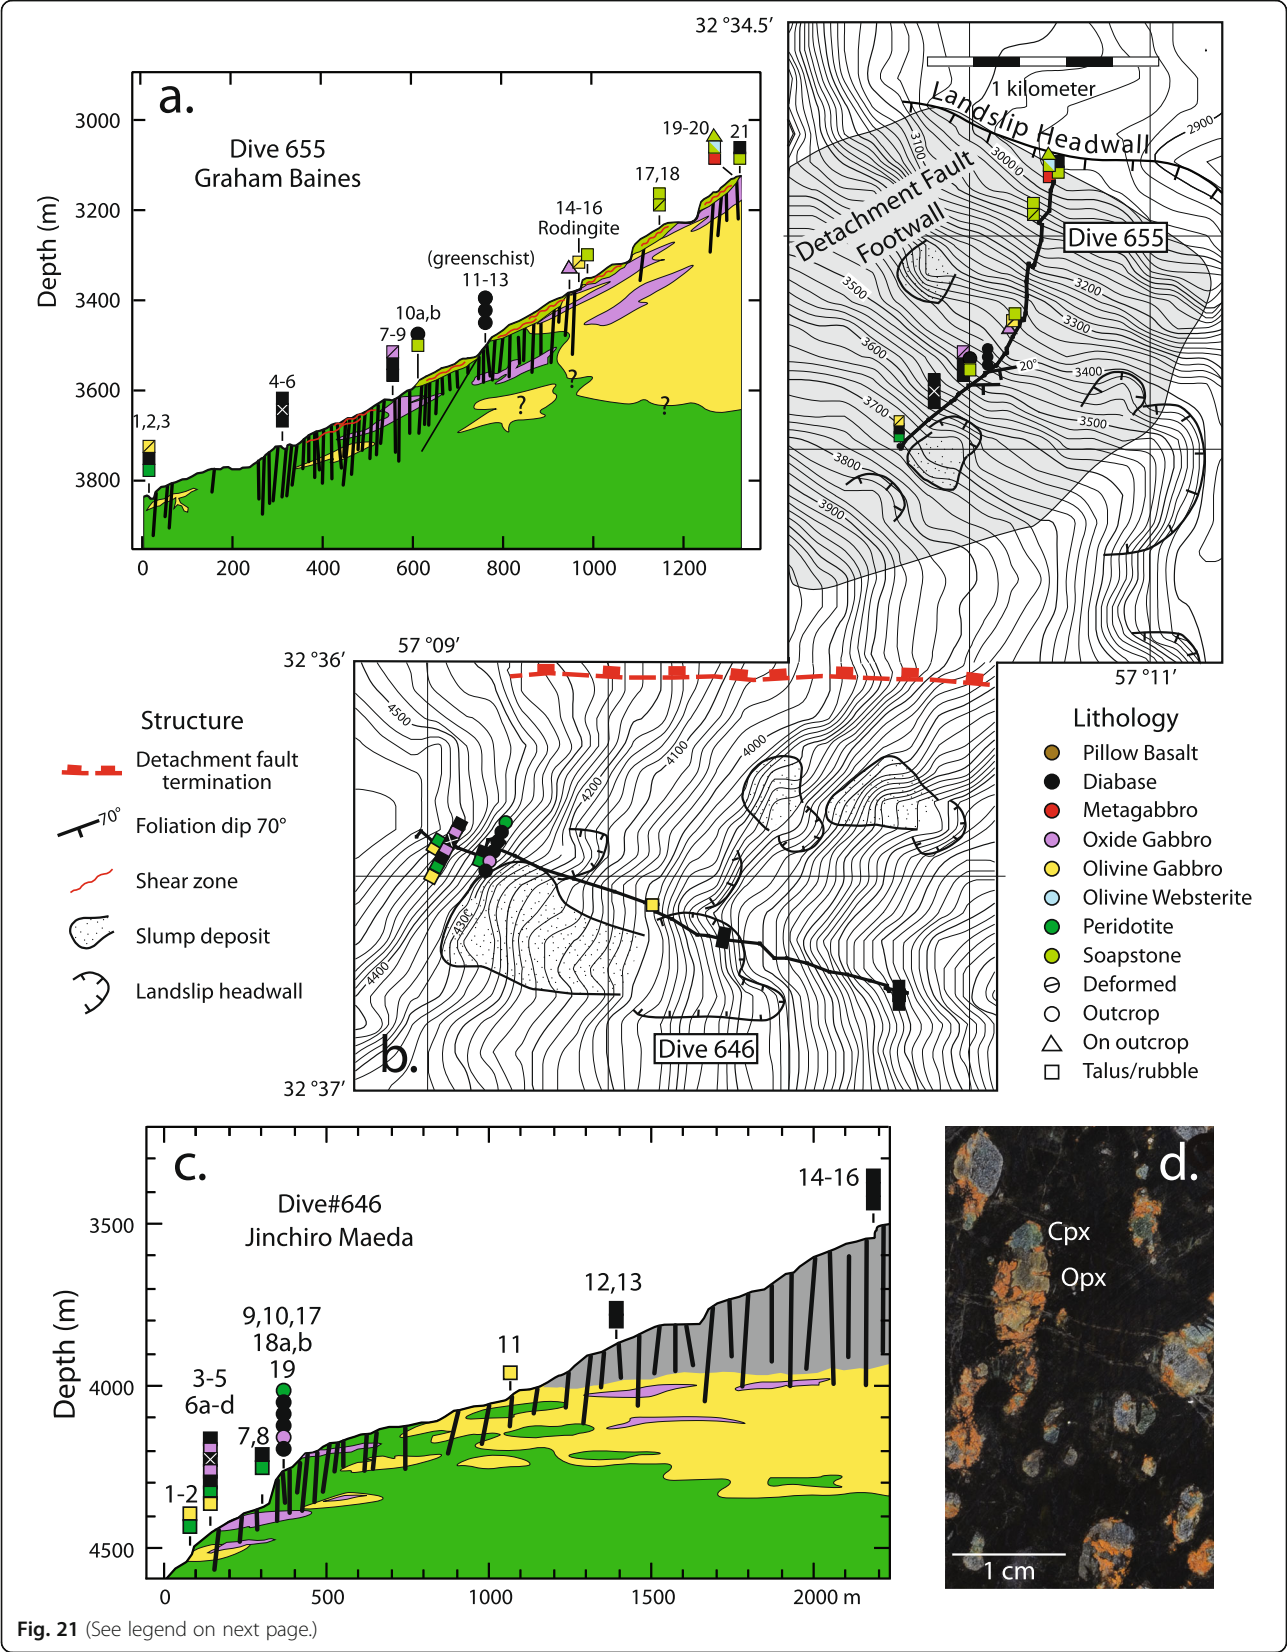 a.
Dive 655
Graham Baines
Depth (m)
3000
3200
3400
3600
3800
0
200
400
600
800
1000
1200
1,2,3
4-6
7-9
10a,b
(greenschist)
11-13
14-16
Rodingite
17,18
19-20
21
?
?
?
32 °34.5′
1 kilometer
Landslip Headwall
Detachment Fault
Footwall
Dive 655
2900
3100
3000
3200
3300
3400
3500
3500
3600
3700
3800
3900
20°
57 °09′
32 °36′
57 °11′
4500
4400
4300
4200
4100
4000
b.
Dive 646
32 °37′
Structure
Detachment fault
termination
70°
Foliation dip 70°
Shear zone
Slump deposit
Landslip headwall
Lithology
Pillow Basalt
Diabase
Metagabbro
Oxide Gabbro
Olivine Gabbro
Olivine Websterite
Peridotite
Soapstone
Deformed
Outcrop
On outcrop
Talus/rubble
c.
Dive#646
Jinchiro Maeda
Depth (m)
3500
4000
4500
0
500
1000
1500
2000 m
1-2
3-5
6a-d
7,8
9,10,17
18a,b
19
11
12,13
14-16
d.
Cpx
Opx
1 cm
Fig. 21 (See legend on next page.)